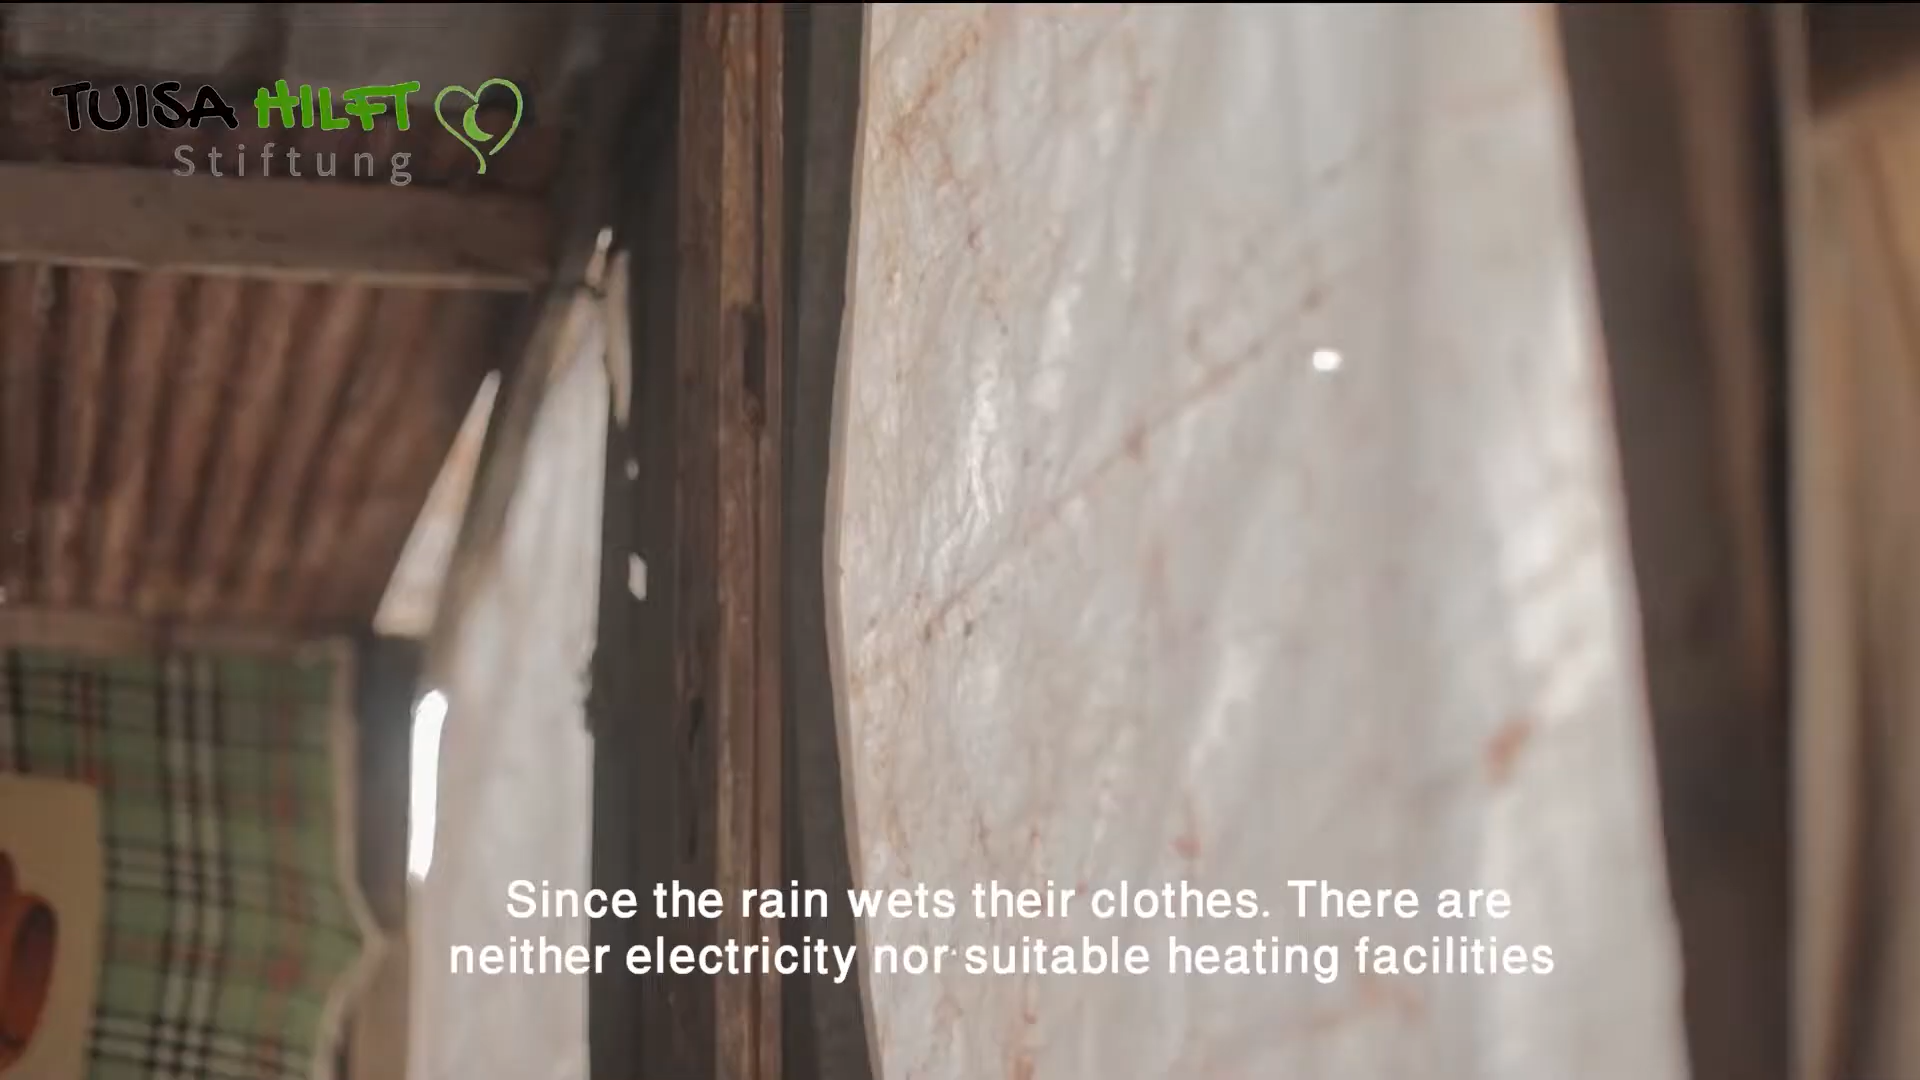 TUISA HILFT
Stiftung
Since the rain wets their clothes. There are
neither electricity nor suitable heating facilities